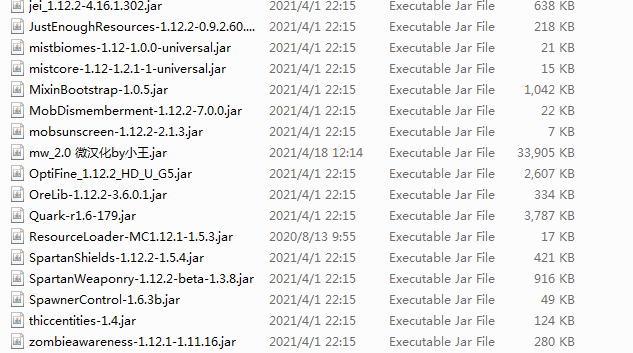 jei_1.12.2-4.16.1.302.jar 2021/4/1 22:15 Executable Jar File 638 KB
JustEnoughResources-1.12.2-0.9.2.60.... 2021/4/1 22:15 Executable Jar File 218 KB
mistbiomes-1.12-1.0.0-universal.jar 2021/4/1 22:15 Executable Jar File 21 KB
mistcore-1.12-1.2.1-1-universal.jar 2021/4/1 22:15 Executable Jar File 15 KB
MixinBootstrap-1.0.5.jar 2021/4/1 22:15 Executable Jar File 1,042 KB
MobDismemberment-1.12.2-7.0.0.jar 2021/4/1 22:15 Executable Jar File 22 KB
mobsunscreen-1.12.2-2.1.3.jar 2021/4/1 22:15 Executable Jar File 7 KB
mw_2.0 微汉化by小王.jar 2021/4/18 12:14 Executable Jar File 33,905 KB
OptiFine_1.12.2_HD_U_G5.jar 2021/4/1 22:15 Executable Jar File 2,607 KB
OreLib-1.12.2-3.6.0.1.jar 2021/4/1 22:15 Executable Jar File 334 KB
Quark-r1.6-179.jar 2021/4/1 22:15 Executable Jar File 3,787 KB
ResourceLoader-MC1.12.1-1.5.3.jar 2020/8/13 9:55 Executable Jar File 17 KB
SpartanShields-1.12.2-1.5.4.jar 2021/4/1 22:15 Executable Jar File 421 KB
SpartanWeaponry-1.12.2-beta-1.3.8.jar 2021/4/1 22:15 Executable Jar File 916 KB
SpawnerControl-1.6.3b.jar 2021/4/1 22:15 Executable Jar File 49 KB
thiccentities-1.4.jar 2021/4/1 22:15 Executable Jar File 124 KB
zombieawareness-1.12.1-1.11.16.jar 2021/4/1 22:15 Executable Jar File 280 KB